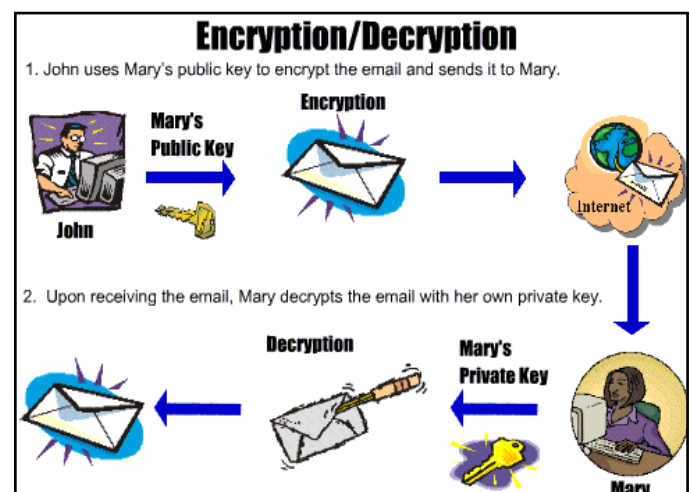 Encryption/Decryption
1. John uses Mary's public key to encrypt the email and sends it to Mary.
Encryption
Mary's
Public Key
John
Internet
2. Upon receiving the email, Mary decrypts the email with her own private key.
Decryption
Mary's
Private Key
Mary